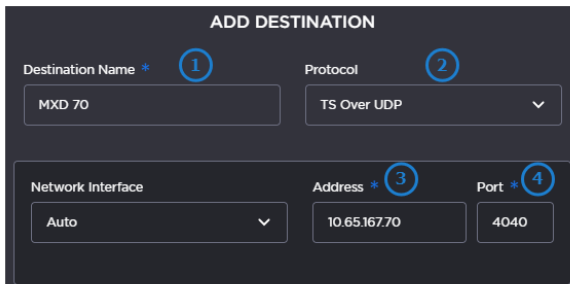 ADD DESTINATION
Destination Name * 1 Protocol 2
MXD 70 TS Over UDP
Network Interface Address * 3 Port * 4
Auto 10.65.167.70 4040